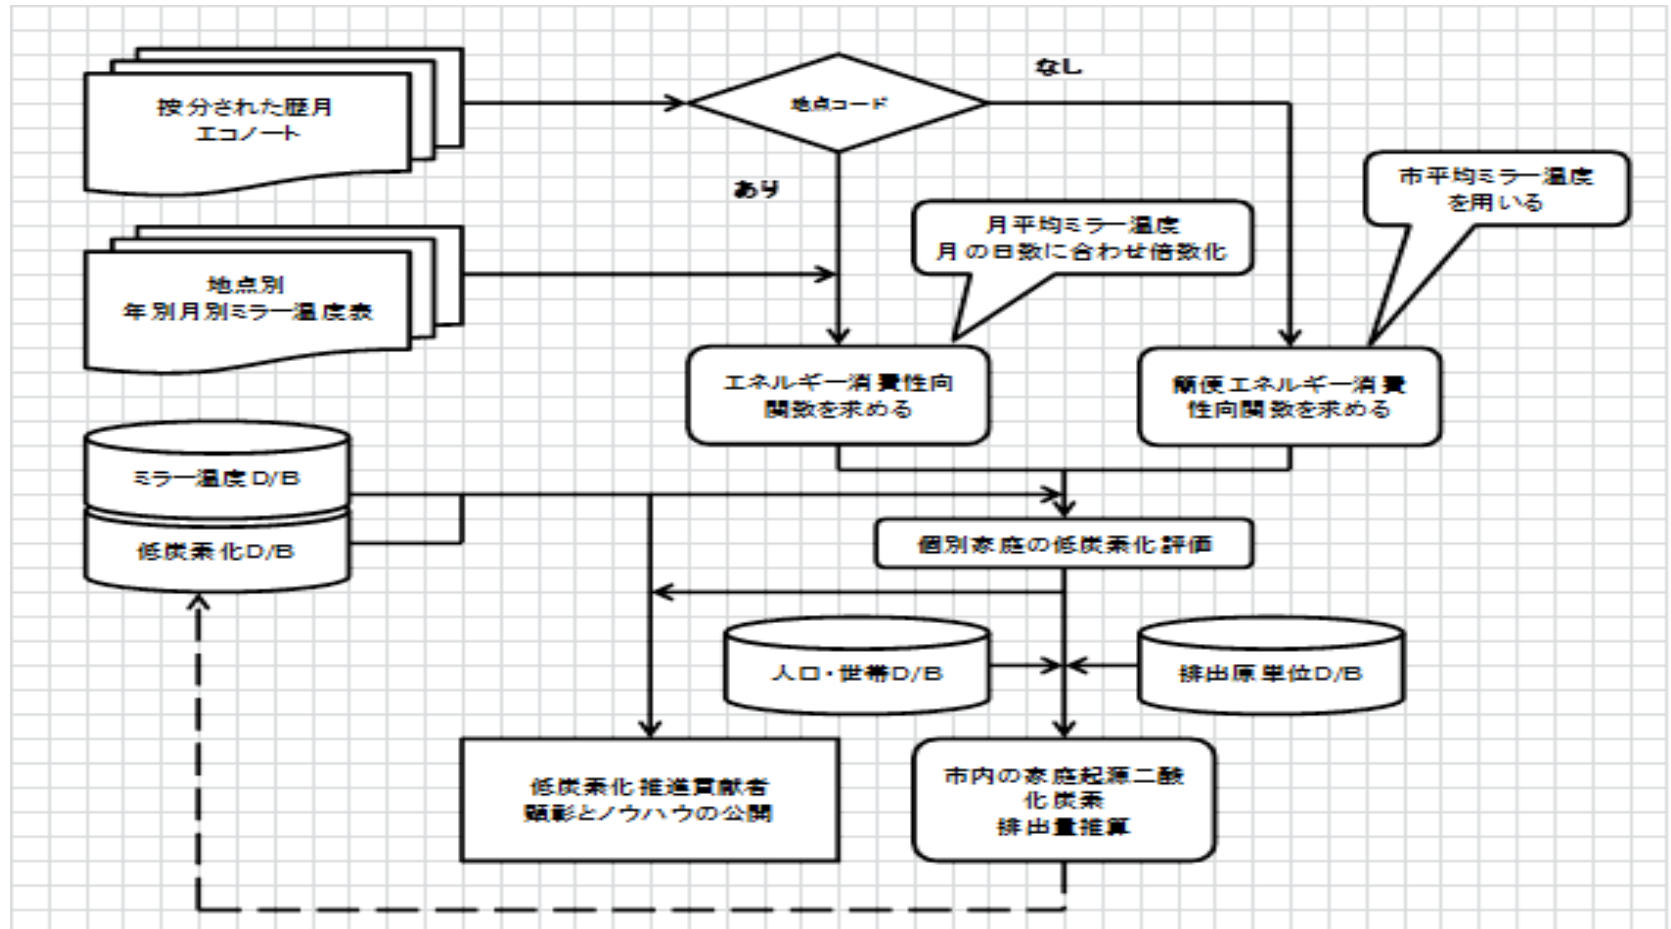 按分された歴月
エコノート
地点コード
なし
あり
市平均ミラー温度
を用いる
月平均ミラー温度
月の日数に合わせ倍数化
地点別
年別月別ミラー温度表
エネルギー消費性向
関数を求める
簡便エネルギー消費
性向関数を求める
ミラー温度D/B
低炭素化D/B
個別家庭の低炭素化評価
人口・世帯D/B
排出原単位D/B
低炭素化推進貢献者
顕彰とノウハウの公開
市内の家庭起源二酸
化炭素
排出量推算